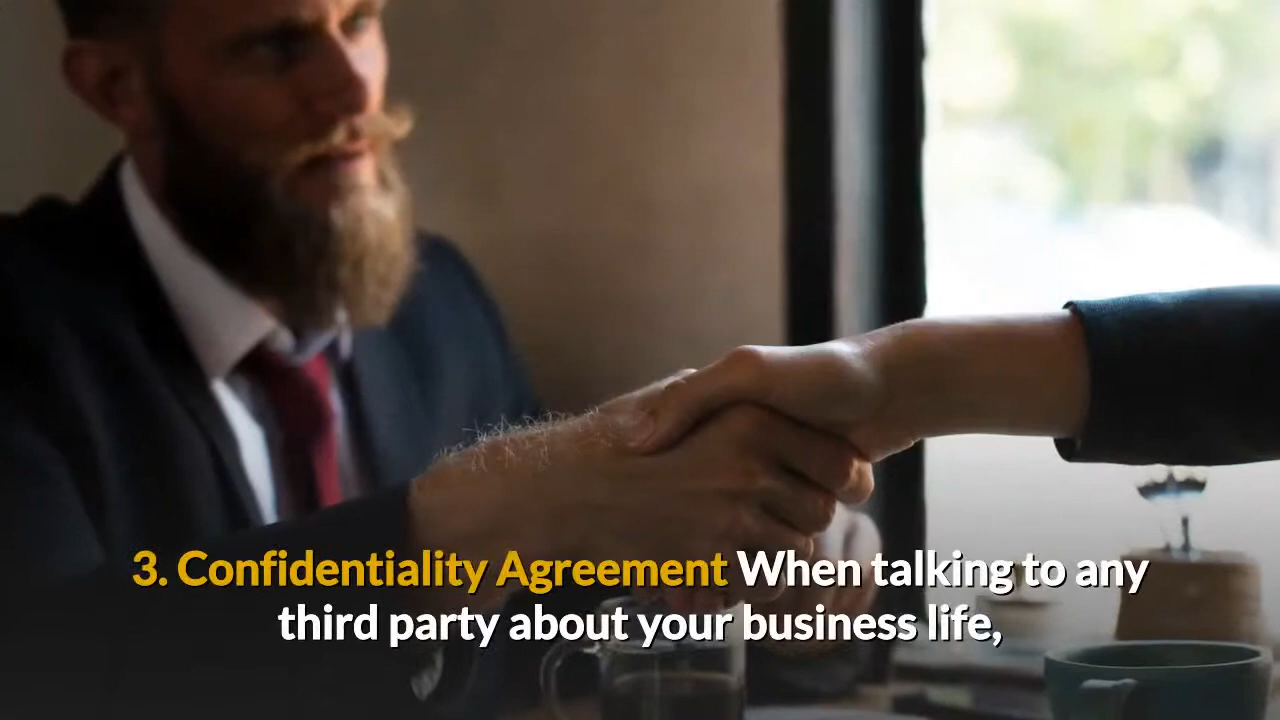 3. Confidentiality Agreement When talking to any
third party about your business life,